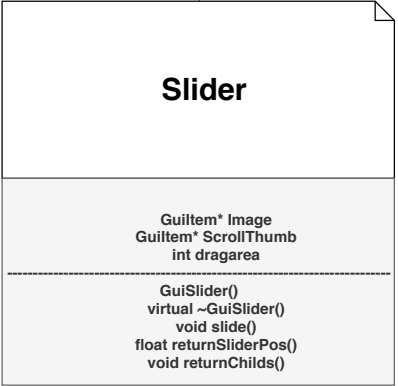 Slider
GuiItem* Image
GuiItem* ScrollThumb
int dragarea
GuiSlider()
virtual ~GuiSlider()
void slide()
float returnSliderPos()
void returnChilds()